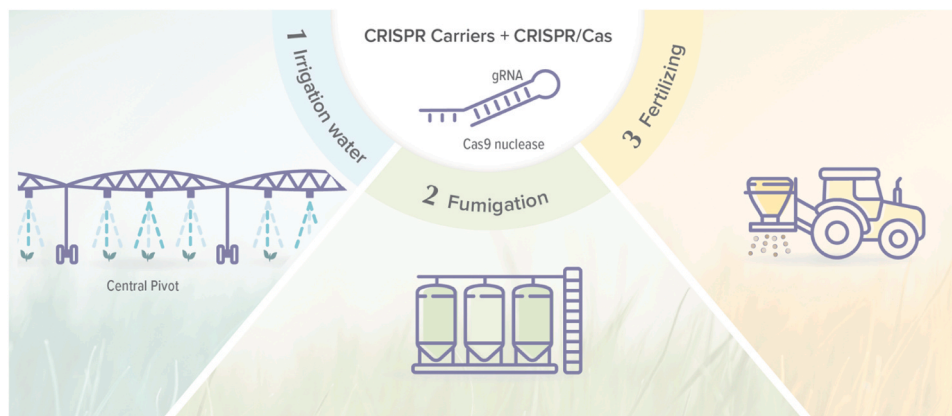 CRISPR Carriers + CRISPR/Cas
gRNA
Cas9 nuclease
1 Irrigation water
Central Pivot
2 Fumigation
3 Fertilizing